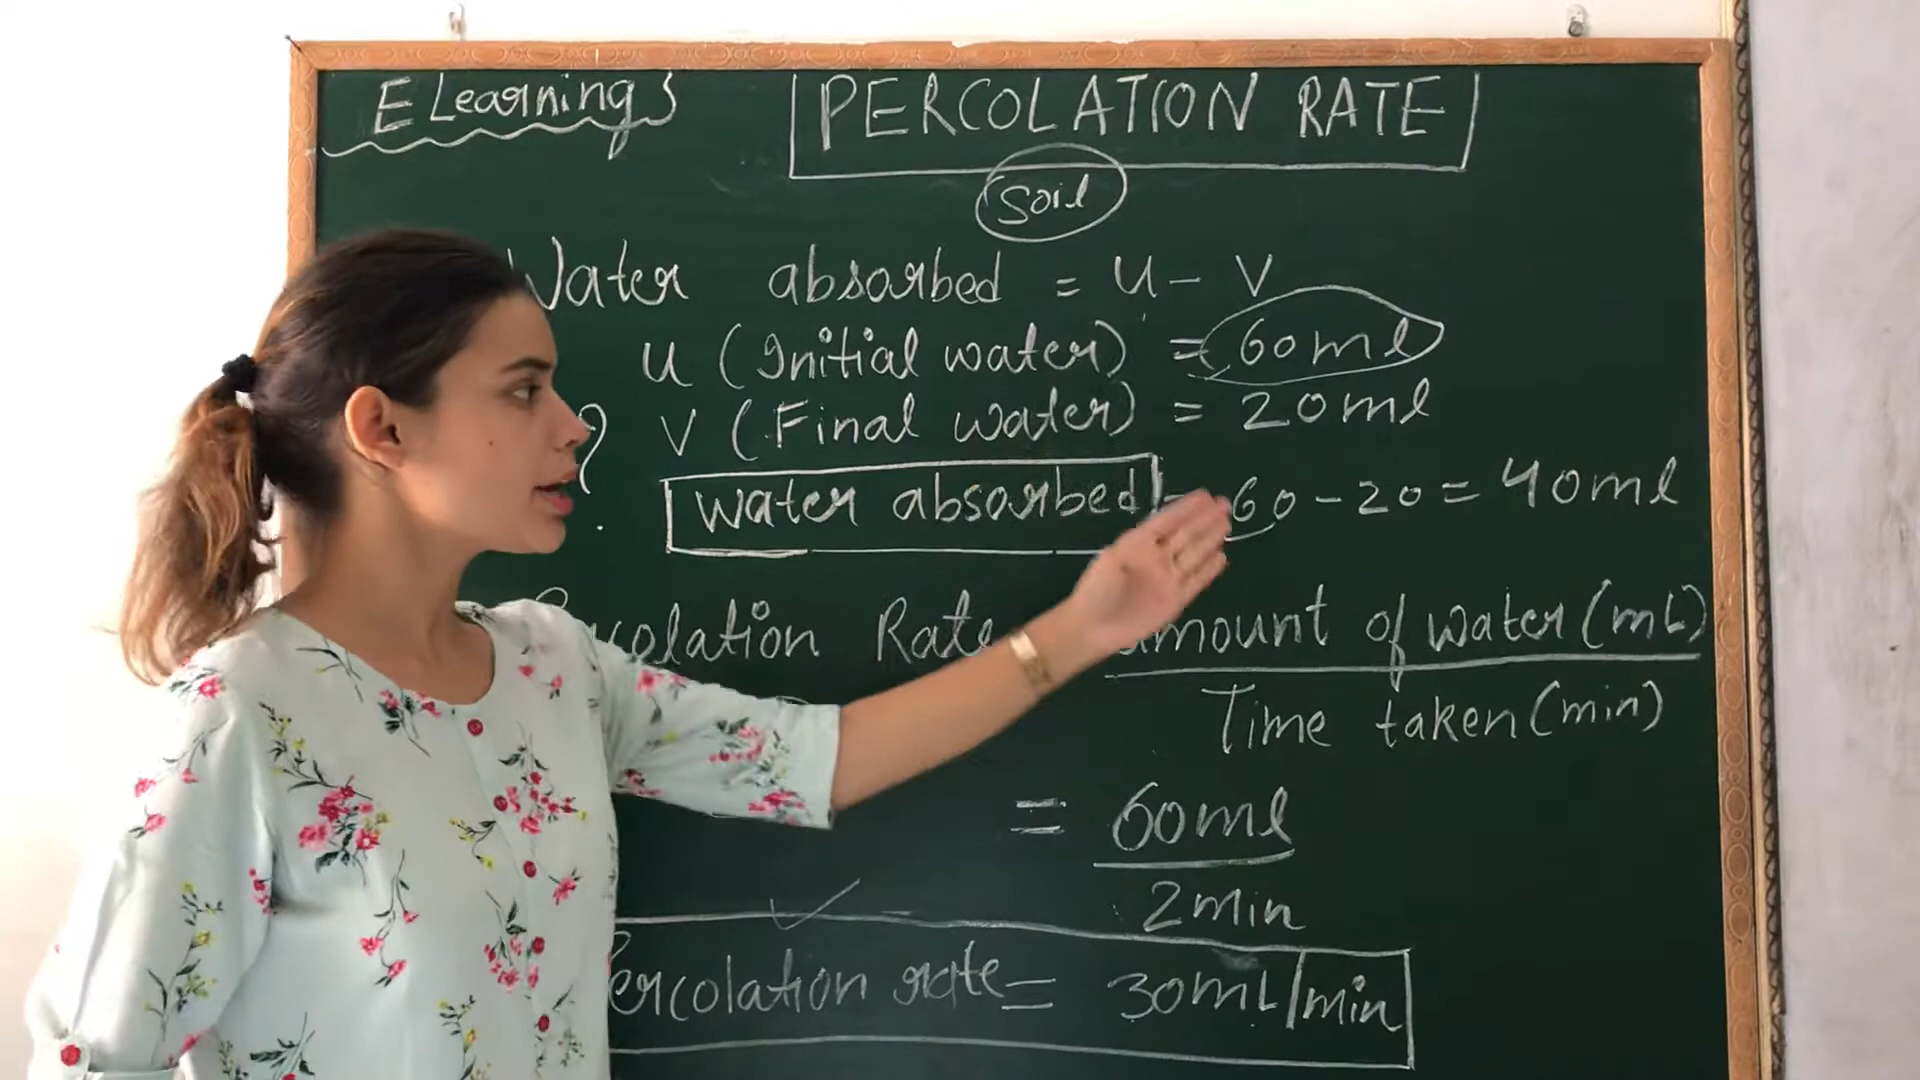 E Learnings
PERCOLATION RATE
Soil
Water absorbed = U - V
U (Initial water) = 60ml
? V (Final water) = 20ml
water absorbed = 60 - 20 = 40ml
Percolation Rate amount of water (mL)
Time taken (min)
= 60ml
2min
Percolation rate = 30mL/min